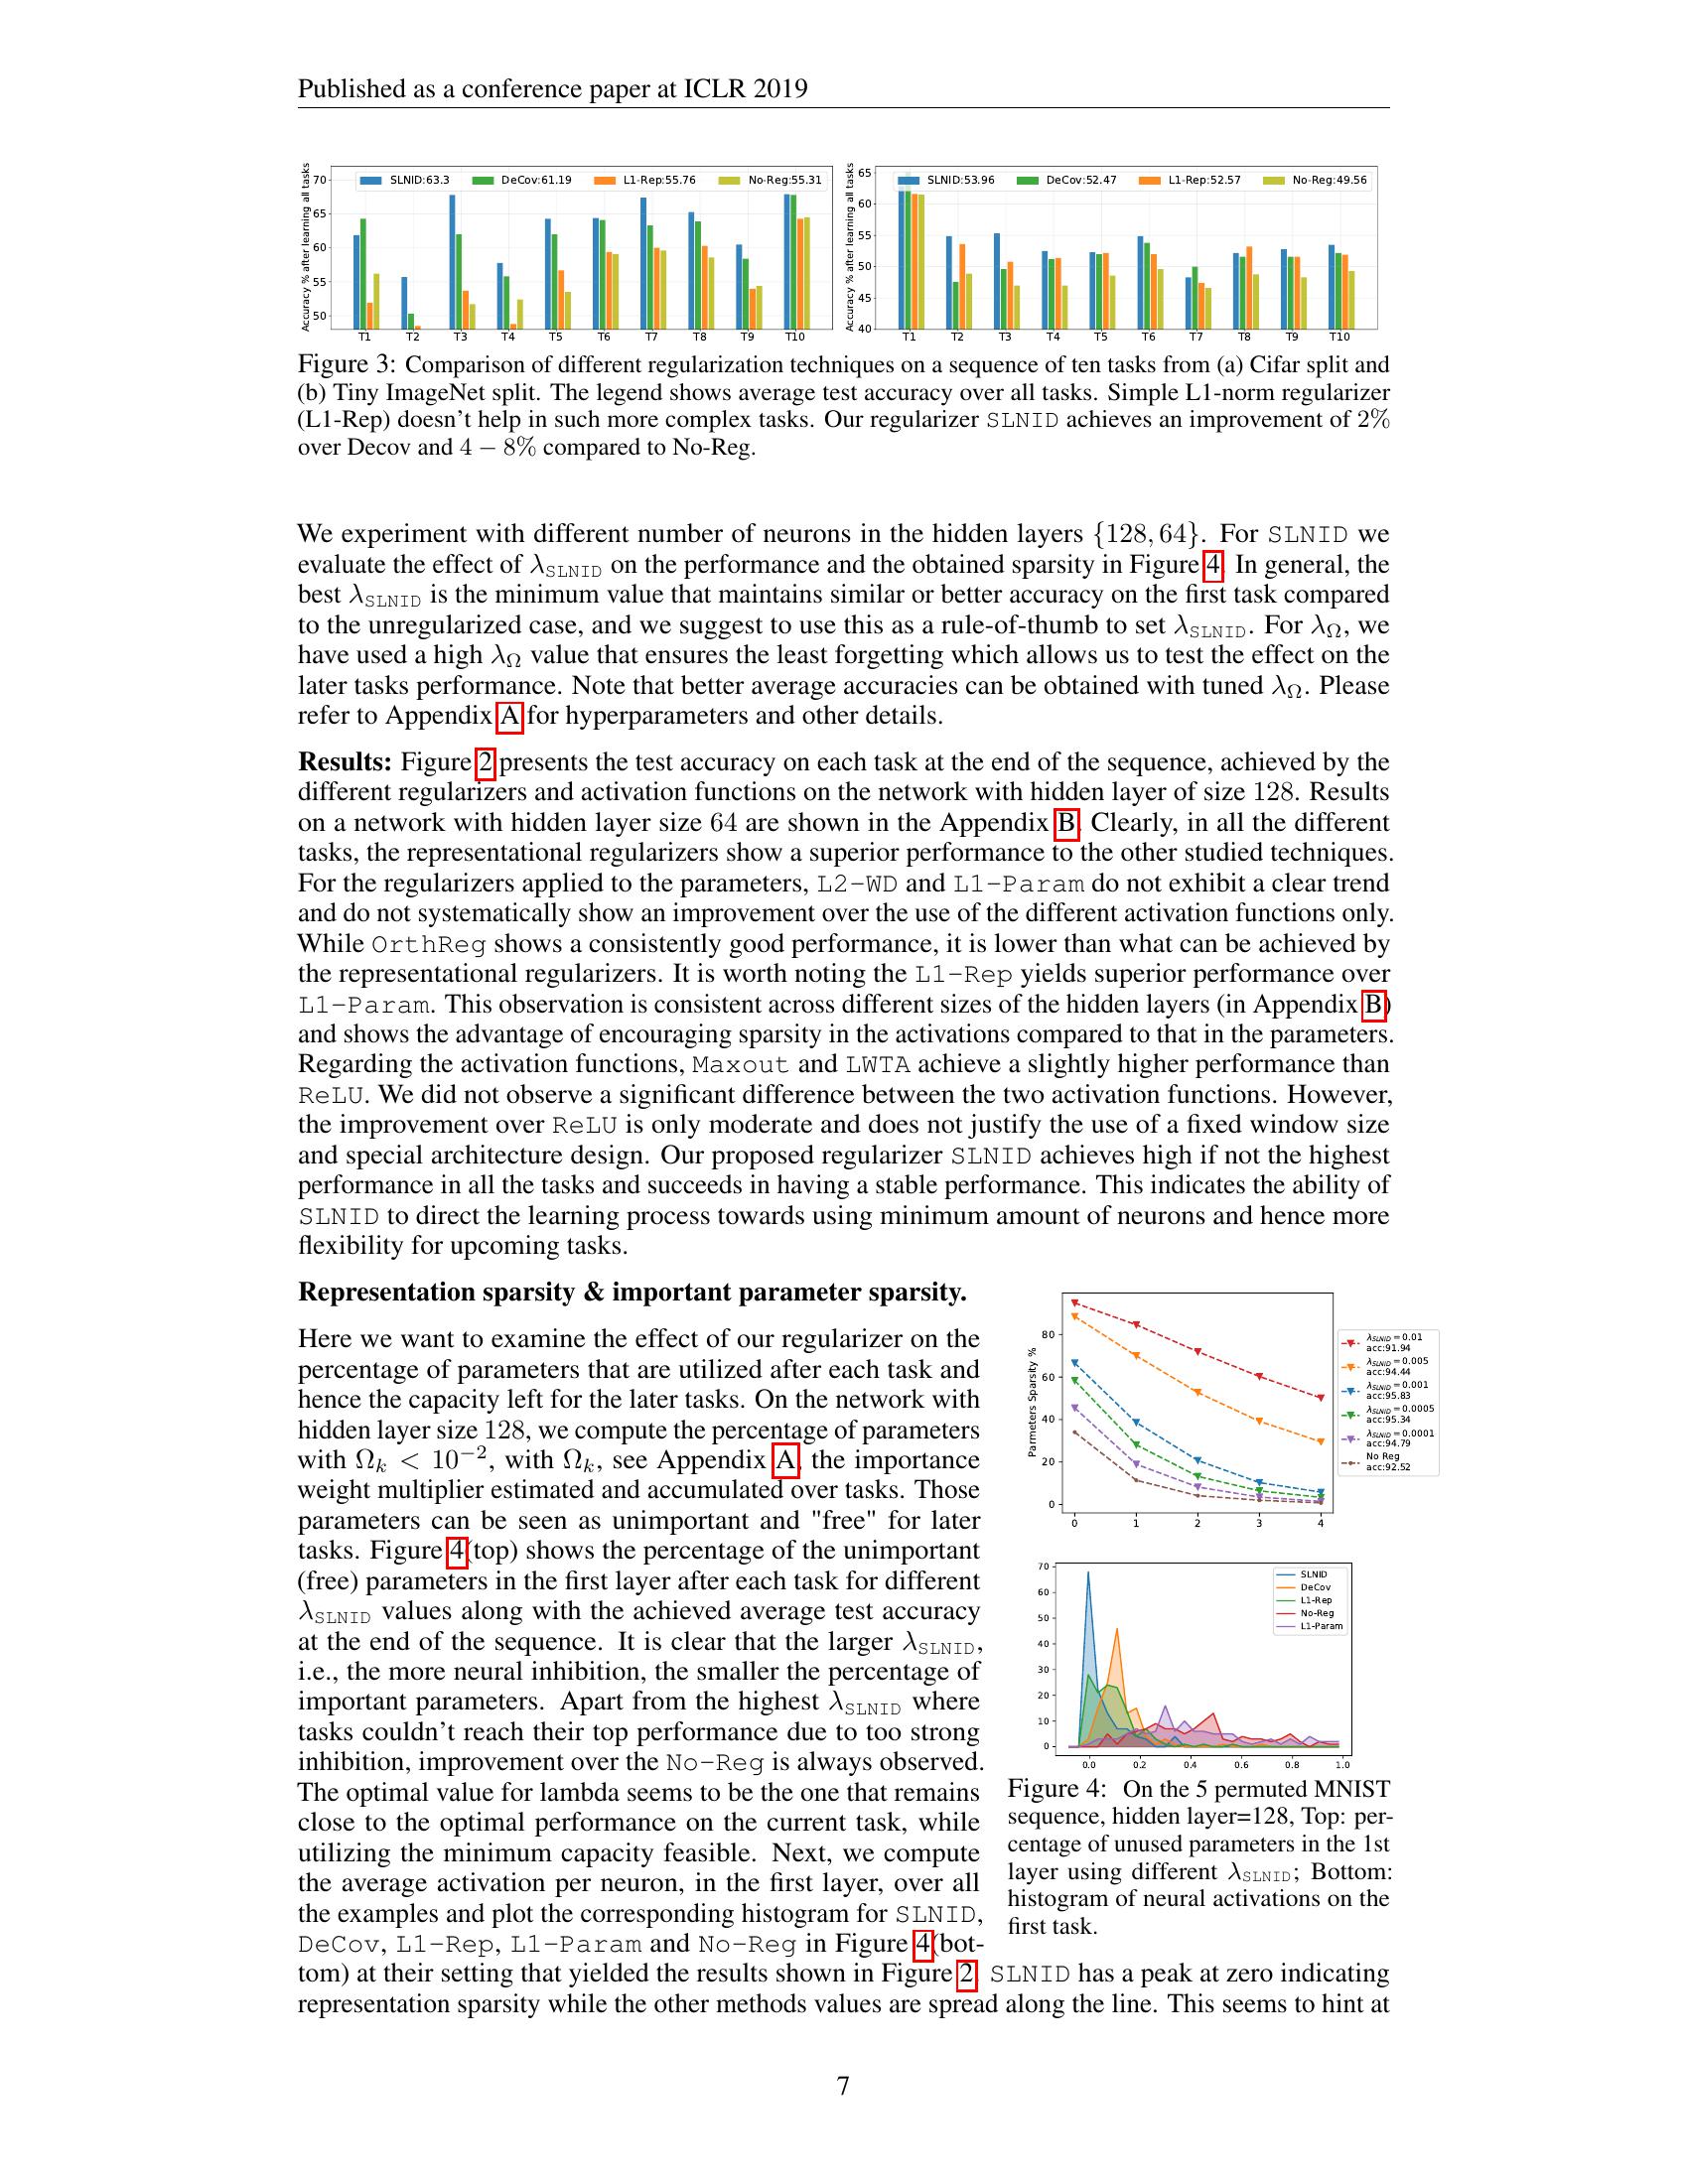 Published as a conference paper at ICLR 2019
Accuracy % after learning all tasks
70
65
60
55
50
SLNID:63.3 DeCov:61.19 L1-Rep:55.76 No-Reg:55.31
T1 T2 T3 T4 T5 T6 T7 T8 T9 T10
Accuracy % after learning all tasks
65
60
55
50
45
40
SLNID:53.96 DeCov:52.47 L1-Rep:52.57 No-Reg:49.56
T1 T2 T3 T4 T5 T6 T7 T8 T9 T10
Figure 3: Comparison of different regularization techniques on a sequence of ten tasks from (a) Cifar split and
(b) Tiny ImageNet split. The legend shows average test accuracy over all tasks. Simple L1-norm regularizer
(L1-Rep) doesn't help in such more complex tasks. Our regularizer SLNID achieves an improvement of 2%
over Decov and 4 − 8% compared to No-Reg.
We experiment with different number of neurons in the hidden layers {128, 64}. For SLNID we
evaluate the effect of λSLNID on the performance and the obtained sparsity in Figure 4. In general, the
best λSLNID is the minimum value that maintains similar or better accuracy on the first task compared
to the unregularized case, and we suggest to use this as a rule-of-thumb to set λSLNID. For λΩ, we
have used a high λΩ value that ensures the least forgetting which allows us to test the effect on the
later tasks performance. Note that better average accuracies can be obtained with tuned λΩ. Please
refer to Appendix A for hyperparameters and other details.
Results: Figure 2 presents the test accuracy on each task at the end of the sequence, achieved by the
different regularizers and activation functions on the network with hidden layer of size 128. Results
on a network with hidden layer size 64 are shown in the Appendix B. Clearly, in all the different
tasks, the representational regularizers show a superior performance to the other studied techniques.
For the regularizers applied to the parameters, L2-WD and L1-Param do not exhibit a clear trend
and do not systematically show an improvement over the use of the different activation functions only.
While OrthReg shows a consistently good performance, it is lower than what can be achieved by
the representational regularizers. It is worth noting the L1-Rep yields superior performance over
L1-Param. This observation is consistent across different sizes of the hidden layers (in Appendix B)
and shows the advantage of encouraging sparsity in the activations compared to that in the parameters.
Regarding the activation functions, Maxout and LWTA achieve a slightly higher performance than
ReLU. We did not observe a significant difference between the two activation functions. However,
the improvement over ReLU is only moderate and does not justify the use of a fixed window size
and special architecture design. Our proposed regularizer SLNID achieves high if not the highest
performance in all the tasks and succeeds in having a stable performance. This indicates the ability of
SLNID to direct the learning process towards using minimum amount of neurons and hence more
flexibility for upcoming tasks.
Representation sparsity & important parameter sparsity.
Here we want to examine the effect of our regularizer on the
percentage of parameters that are utilized after each task and
hence the capacity left for the later tasks. On the network with
hidden layer size 128, we compute the percentage of parameters
with Ωk < 10−2, with Ωk, see Appendix A, the importance
weight multiplier estimated and accumulated over tasks. Those
parameters can be seen as unimportant and "free" for later
tasks. Figure 4 (top) shows the percentage of the unimportant
(free) parameters in the first layer after each task for different
λSLNID values along with the achieved average test accuracy
at the end of the sequence. It is clear that the larger λSLNID,
i.e., the more neural inhibition, the smaller the percentage of
important parameters. Apart from the highest λSLNID where
tasks couldn't reach their top performance due to too strong
inhibition, improvement over the No-Reg is always observed.
The optimal value for lambda seems to be the one that remains
close to the optimal performance on the current task, while
utilizing the minimum capacity feasible. Next, we compute
the average activation per neuron, in the first layer, over all
the examples and plot the corresponding histogram for SLNID,
DeCov, L1-Rep, L1-Param and No-Reg in Figure 4 (bot-
tom) at their setting that yielded the results shown in Figure 2. SLNID has a peak at zero indicating
representation sparsity while the other methods values are spread along the line. This seems to hint at
Parmeters Sparsity %
80
60
40
20
0
0 1 2 3 4
λSLNID = 0.01
acc:91.94
λSLNID = 0.005
acc:94.44
λSLNID = 0.001
acc:95.83
λSLNID = 0.0005
acc:95.34
λSLNID = 0.0001
acc:94.79
No Reg
acc:92.52
70
60
50
40
30
20
10
0
0.0 0.2 0.4 0.6 0.8 1.0
SLNID
DeCov
L1-Rep
No-Reg
L1-Param
Figure 4: On the 5 permuted MNIST
sequence, hidden layer=128, Top: per-
centage of unused parameters in the 1st
layer using different λSLNID; Bottom:
histogram of neural activations on the
first task.
7